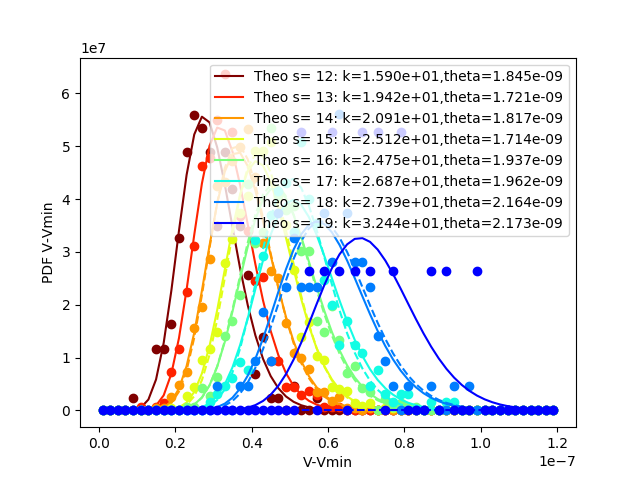 1e7
Theo s= 12: k=1.590e+01,theta=1.845e-09
Theo s= 13: k=1.942e+01,theta=1.721e-09
Theo s= 14: k=2.091e+01,theta=1.817e-09
Theo s= 15: k=2.512e+01,theta=1.714e-09
Theo s= 16: k=2.475e+01,theta=1.937e-09
Theo s= 17: k=2.687e+01,theta=1.962e-09
Theo s= 18: k=2.739e+01,theta=2.164e-09
Theo s= 19: k=3.244e+01,theta=2.173e-09
6
5
4
3
2
1
0
PDF V-Vmin
0.0 0.2 0.4 0.6 0.8 1.0 1.2
V-Vmin
1e−7